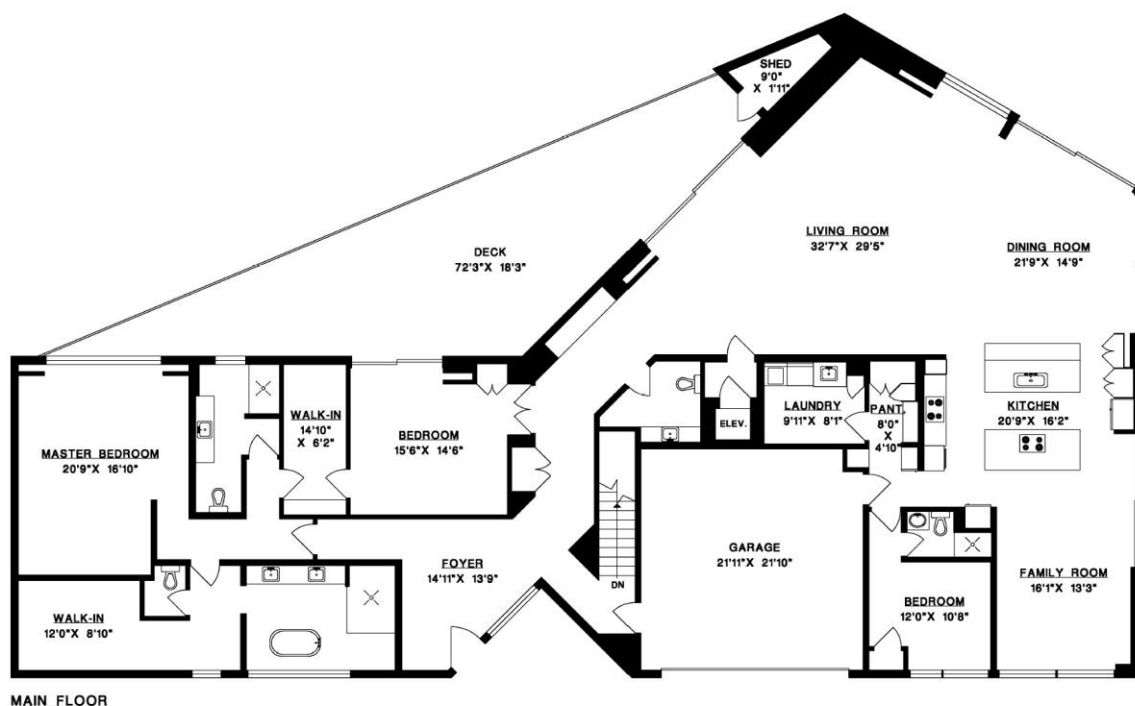 SHED
9'0"
X 1'11"
LIVING ROOM
32'7"X 29'5"
DINING ROOM
21'9"X 14'9"
DECK
72'3"X 18'3"
WALK-IN
14'10"
X 6'2"
MASTER BEDROOM
20'9"X 16'10"
BEDROOM
15'6"X 14'6"
ELEV.
LAUNDRY
9'11"X 8'1"
PANT.
8'0"
X
4'10"
KITCHEN
20'9"X 16'2"
FOYER
14'11"X 13'9"
DN
GARAGE
21'11"X 21'10"
BEDROOM
12'0"X 10'8"
FAMILY ROOM
16'1"X 13'3"
WALK-IN
12'0"X 8'10"
MAIN FLOOR